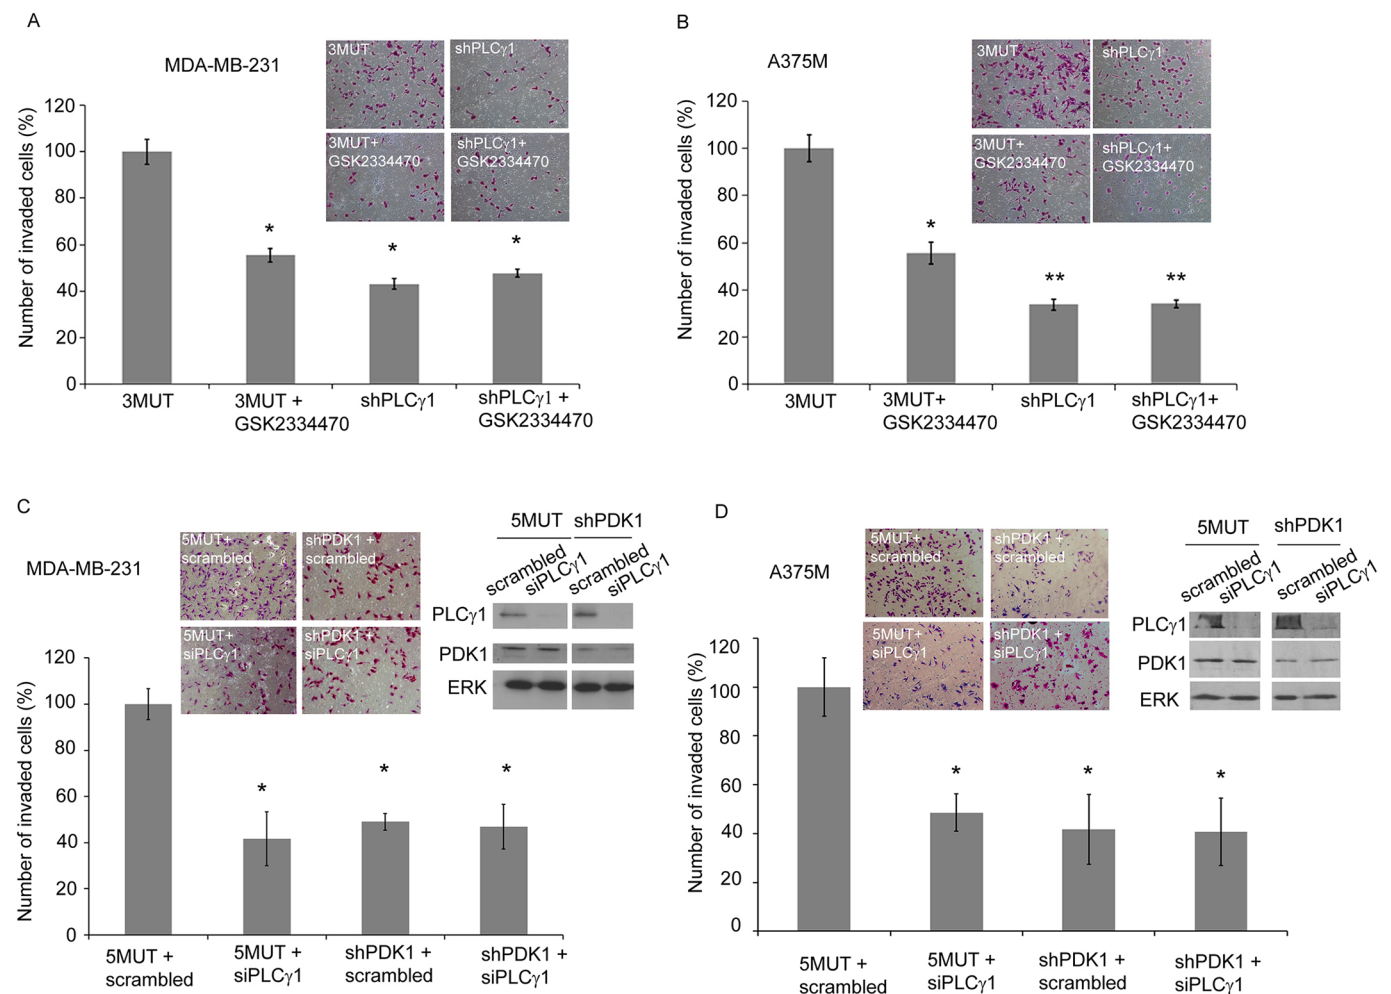 A
MDA-MB-231
Number of invaded cells (%)
120
100
80
60
40
20
0
3MUT
shPLCγ1
3MUT+
GSK2334470
shPLCγ1+
GSK2334470
*
*
*
3MUT
3MUT +
GSK2334470
shPLCγ1
shPLCγ1 +
GSK2334470
B
A375M
Number of invaded cells (%)
120
100
80
60
40
20
0
3MUT
shPLCγ1
3MUT+
GSK2334470
shPLCγ1+
GSK2334470
*
**
**
3MUT
3MUT+
GSK2334470
shPLCγ1
shPLCγ1+
GSK2334470
C
MDA-MB-231
Number of invaded cells (%)
120
100
80
60
40
20
0
5MUT+
scrambled
shPDK1 +
scrambled
5MUT+
siPLCγ1
shPDK1 +
siPLCγ1
5MUT
shPDK1
scrambled
siPLCγ1
scrambled
siPLCγ1
PLCγ1
PDK1
ERK
*
*
*
5MUT +
scrambled
5MUT +
siPLCγ1
shPDK1 +
scrambled
shPDK1 +
siPLCγ1
D
A375M
Number of invaded cells (%)
120
100
80
60
40
20
0
5MUT+
scrambled
shPDK1 +
scrambled
5MUT+
siPLCγ1
shPDK1 +
siPLCγ1
5MUT
shPDK1
scrambled
siPLCγ1
scrambled
siPLCγ1
PLCγ1
PDK1
ERK
*
*
*
5MUT +
scrambled
5MUT +
siPLCγ1
shPDK1 +
scrambled
shPDK1 +
siPLCγ1